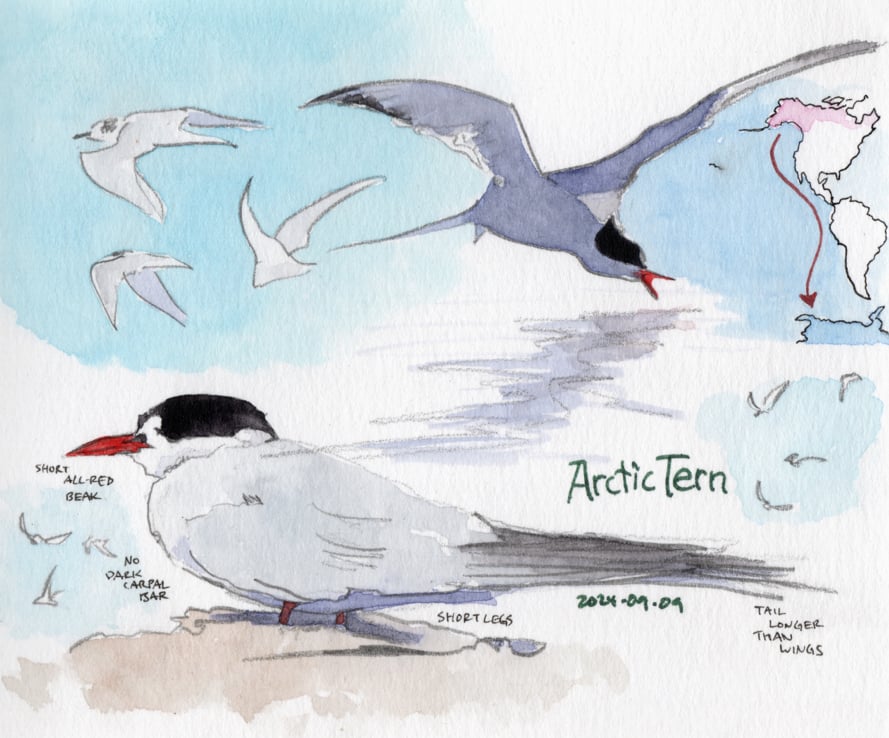 Arctic Tern
SHORT
ALL-RED
BEAK
NO
DARK
CARPAL
BAR
SHORT LEGS
2024-09-09
TAIL
LONGER
THAN
WINGS